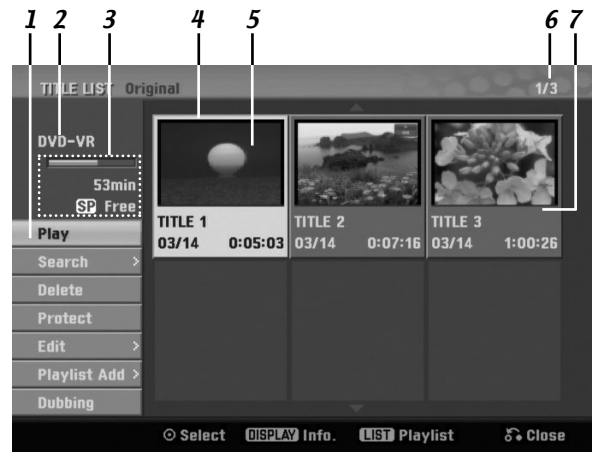 1 2 3 4 5 6 7
TITLE LIST Original 1/3
DVD-VR
53min
SP Free
Play
Search >
Delete
Protect
Edit >
Playlist Add >
Dubbing
TITLE 1
03/14 0:05:03
TITLE 2
03/14 0:07:16
TITLE 3
03/14 1:00:26
Select DISPLAY Info. LIST Playlist Close